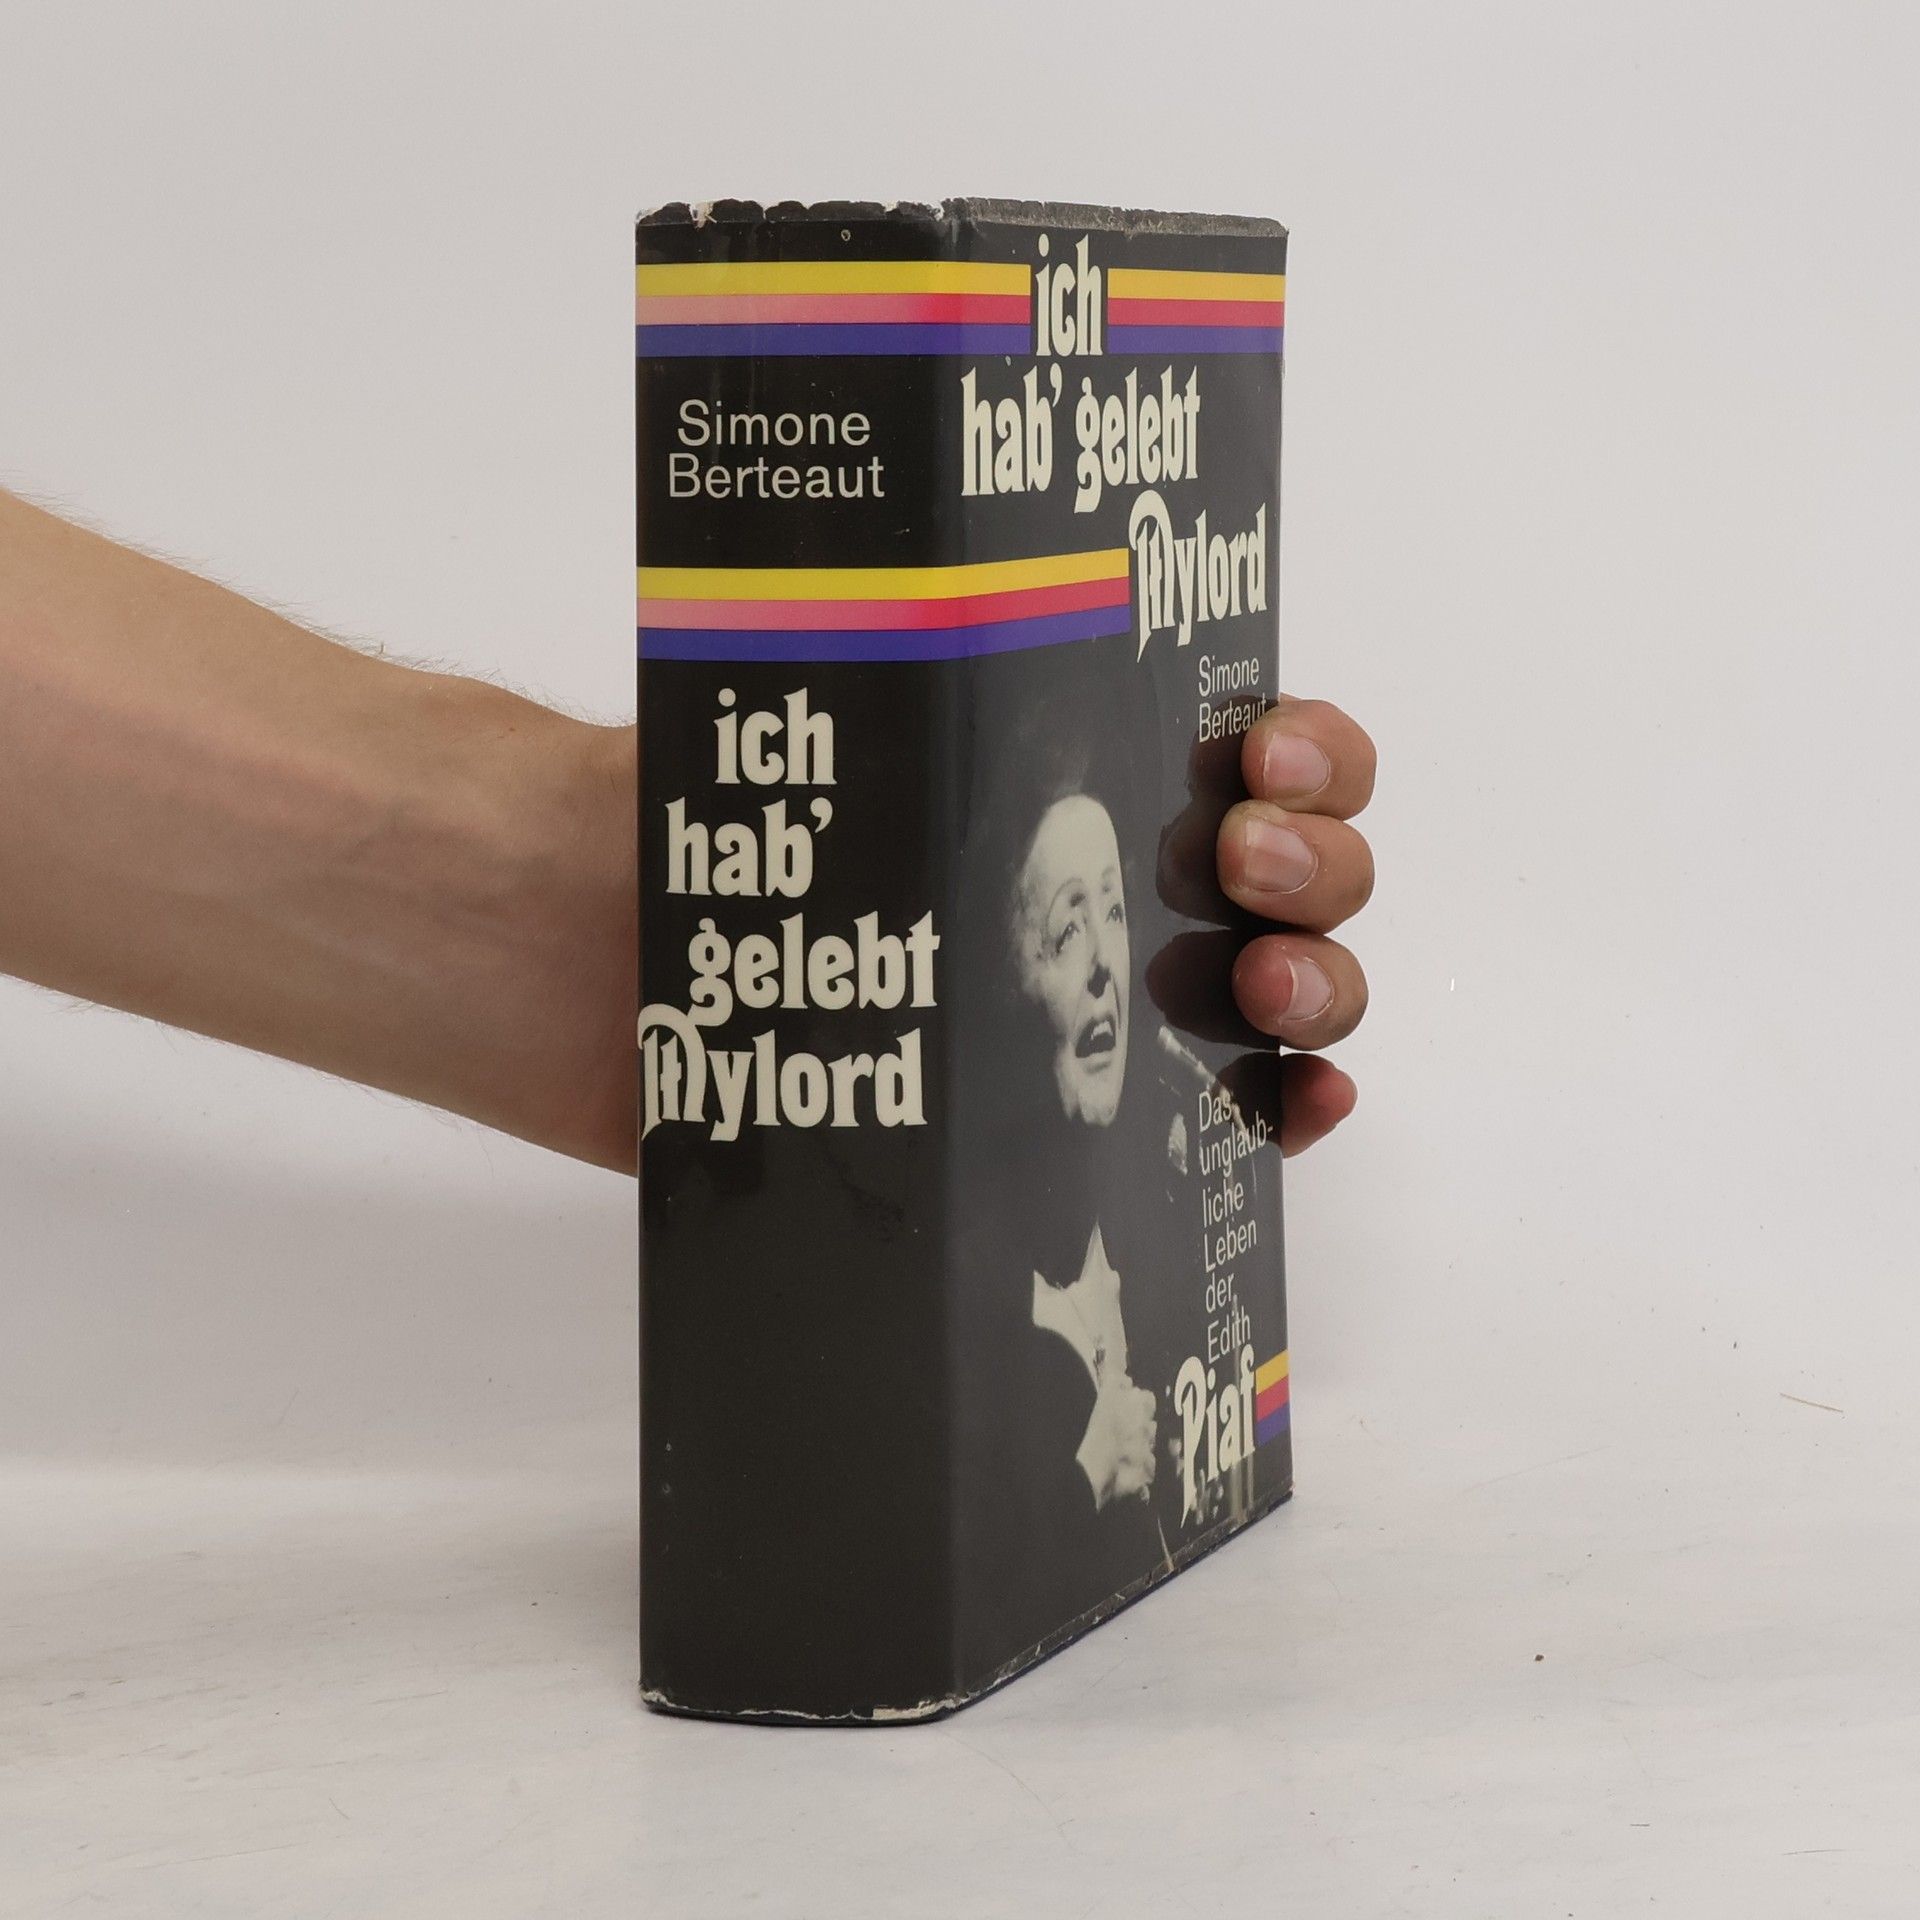 Simone
Berteaut
ich
hab'
gelebt
Mylord
ich
hab' gelebt
Mylord
Simone
Berteaut
Das
unglaub-
liche
Leben
der
Edith
Piaf